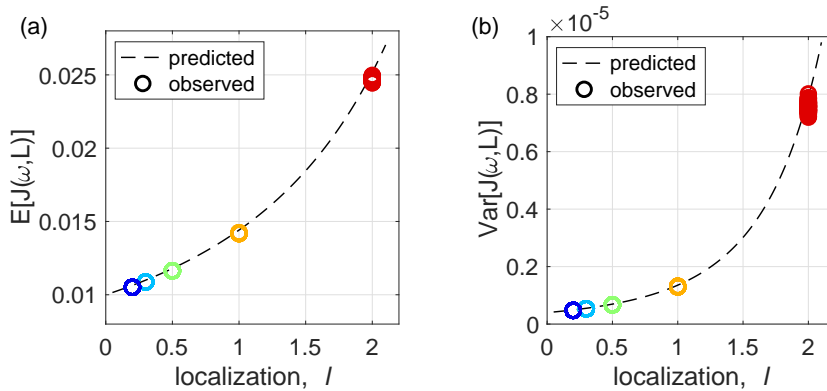 (a)
predicted
observed
E[J(ω,L)]
0.025
0.02
0.015
0.01
0
0.5
1
1.5
2
localization, l
(b)
×10⁻⁵
predicted
observed
Var[J(ω,L)]
1
0.8
0.6
0.4
0.2
0
0
0.5
1
1.5
2
localization, l